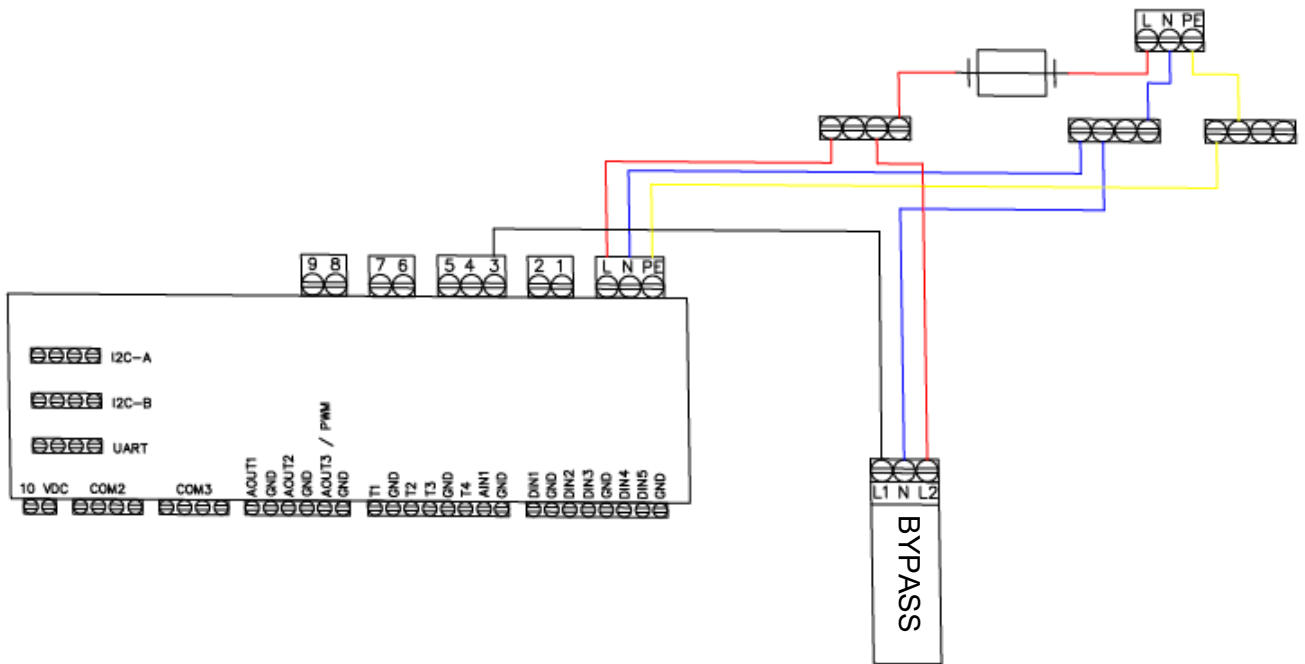 L N PE
9 8 7 6 5 4 3 2 1 L N PE
I2C-A
I2C-B
UART
10 VDC COM2 COM3
AOUT1
GND
AOUT2
GND
AOUT3 / PWM
GND
T1
GND
T2
T3
GND
T4
AIN1
GND
DIN1
GND
DIN2
DIN3
GND
DIN4
DIN5
GND
L1 N L2
BYPASS